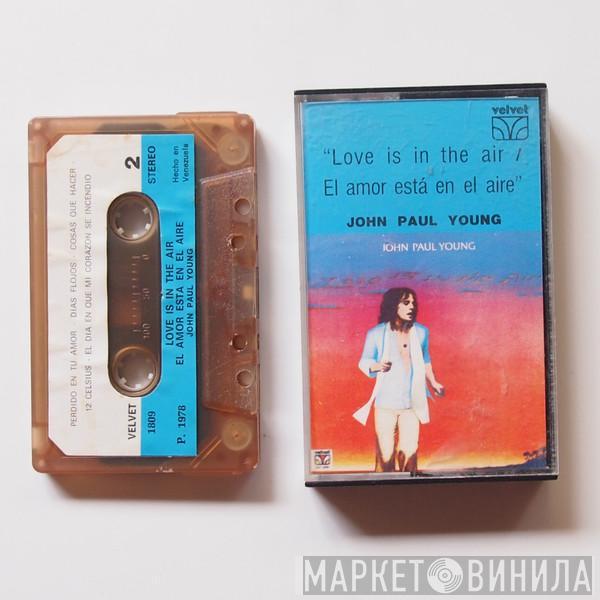 PERDIDO EN TU AMOR - DIAS FLOJOS - COSAS QUE HACER -
12 CELSIUS - EL DIA EN QUE MI CORAZON SE INCENDIO
2
STEREO
Hecho en
Venezuela
100 50 0
LOVE IS IN THE AIR
EL AMOR ESTA EN EL AIRE
JOHN PAUL YOUNG
VELVET
1809
P. 1978
velvet
"Love is in the air /
El amor está en el aire"
JOHN PAUL YOUNG
JOHN PAUL YOUNG
МАРКЕТ ВИНИЛА